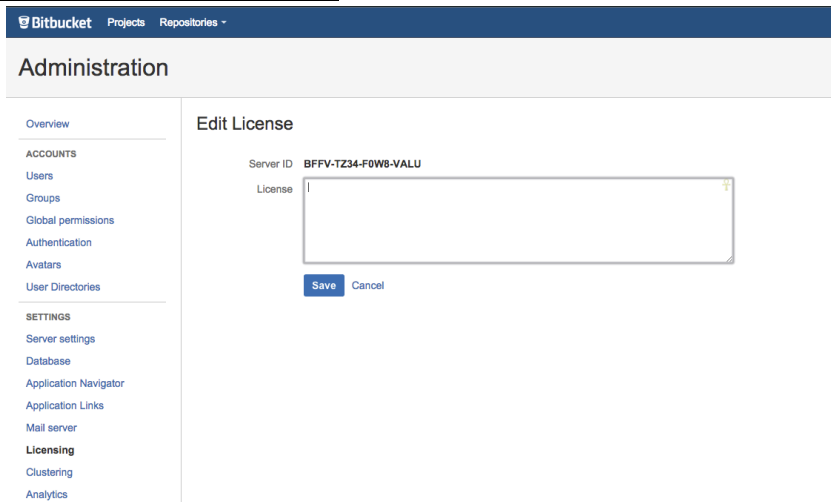 Bitbucket Projects Repositories
Administration
Overview
ACCOUNTS
Users
Groups
Global permissions
Authentication
Avatars
User Directories
SETTINGS
Server settings
Database
Application Navigator
Application Links
Mail server
Licensing
Clustering
Analytics
Edit License
Server ID BFFV-TZ34-F0W8-VALU
License
Save Cancel